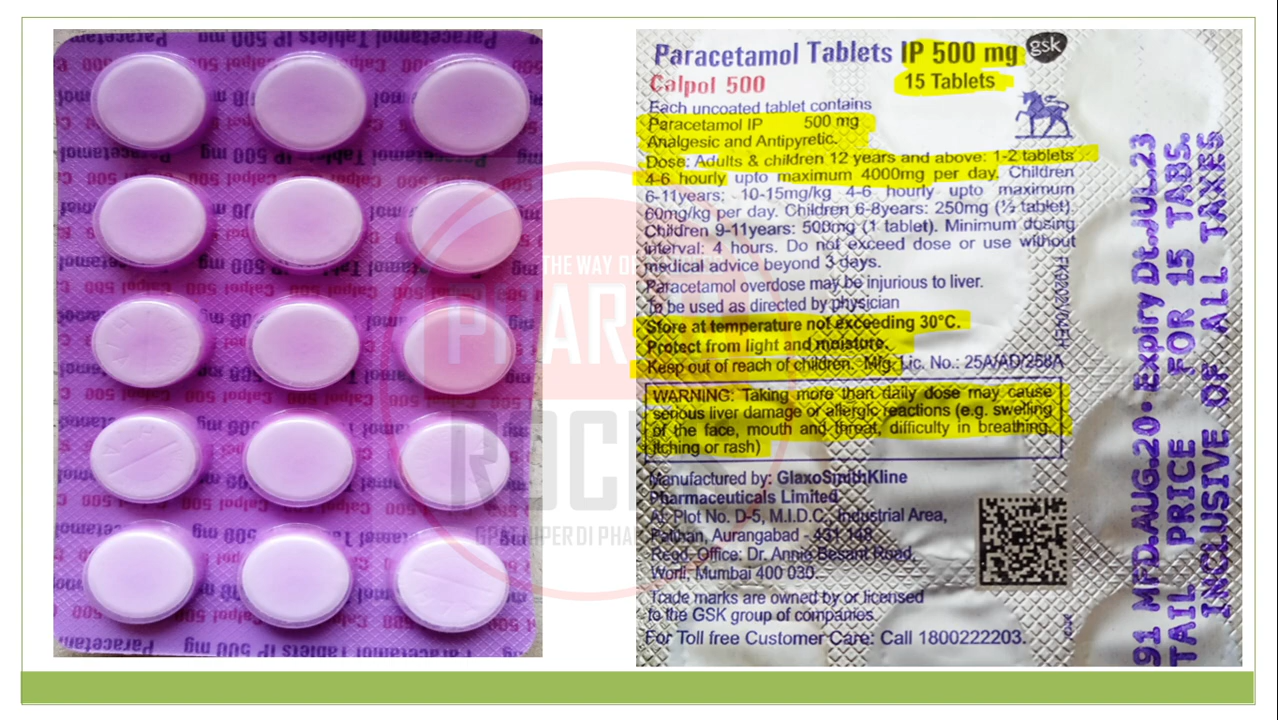 Paracetamol Tablets IP 500 mg
gsk
Calpol 500
15 Tablets
Each uncoated tablet contains
Paracetamol IP 500 mg
Analgesic and Antipyretic.
Dose: Adults & children 12 years and above: 1-2 tablets
4-6 hourly upto maximum 4000mg per day. Children
6-11years; 10-15mg/kg 4-6 hourly upto maximum
60mg/kg per day. Children 6-8years: 250mg (½ tablet).
Children 9-11years: 500mg (1 tablet). Minimum dosing
interval: 4 hours. Do not exceed dose or use without
medical advice beyond 3 days.
Paracetamol overdose may be injurious to liver.
To be used as directed by physician
Store at temperature not exceeding 30°C.
Protect from light and moisture.
Keep out of reach of children. Mfg. Lic. No.: 25A/AD/258A
WARNING: Taking more than daily dose may cause
serious liver damage or allergic reactions (e.g. swelling
of the face, mouth and throat, difficulty in breathing,
itching or rash)
Manufactured by: GlaxoSmithKline
Pharmaceuticals Limited
At: Plot No. D-5, M.I.D.C. Industrial Area,
Paithan, Aurangabad - 431 148
Regd. Office: Dr. Annie Besant Road,
Worli, Mumbai 400 030.
Trade marks are owned by or licensed
to the GSK group of companies
For Toll free Customer Care: Call 1800222203.
91 MFD.AUG.20• Expiry Dt.JUL.23
TAIL PRICE FOR 15 TABS.
INCLUSIVE OF ALL TAXES
Paracetamol Tablets IP 500 mg
Calpol 500
THE WAY OF
PHAR
ROC